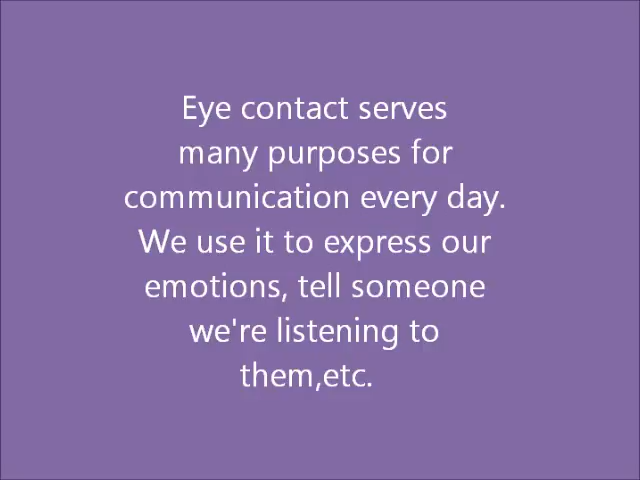 Eye contact serves
many purposes for
communication every day.
We use it to express our
emotions, tell someone
we're listening to
them,etc.